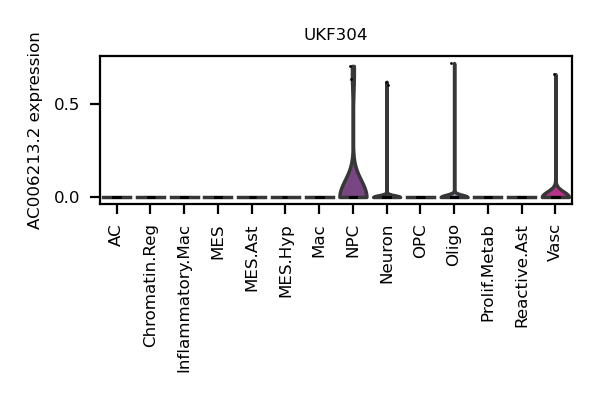 UKF304
AC006213.2 expression
0.5
0.0
AC
Chromatin.Reg
Inflammatory.Mac
MES
MES.Ast
MES.Hyp
Mac
NPC
Neuron
OPC
Oligo
Prolif.Metab
Reactive.Ast
Vasc